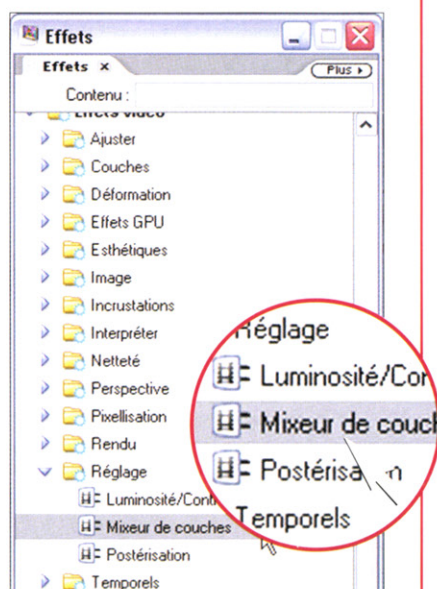 Effets
Effets ×
Plus
Contenu :
Effets vidéo
Ajuster
Couches
Déformation
Effets GPU
Esthétiques
Image
Incrustations
Interpréter
Netteté
Perspective
Pixellisation
Rendu
Réglage
Luminosité/Cont
Mixeur de couches
Postérisation
Temporels
Réglage
Luminosité/Con
Mixeur de couch
Postérisa n
Temporels